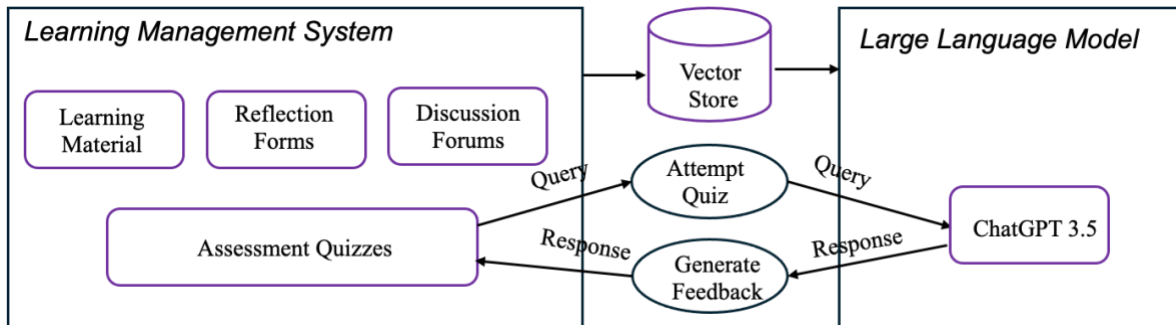 Learning Management System
Vector
Store
Large Language Model
Learning
Material
Reflection
Forms
Discussion
Forums
Query
Attempt
Quiz
Query
Assessment Quizzes
Response
Generate
Feedback
Response
ChatGPT 3.5